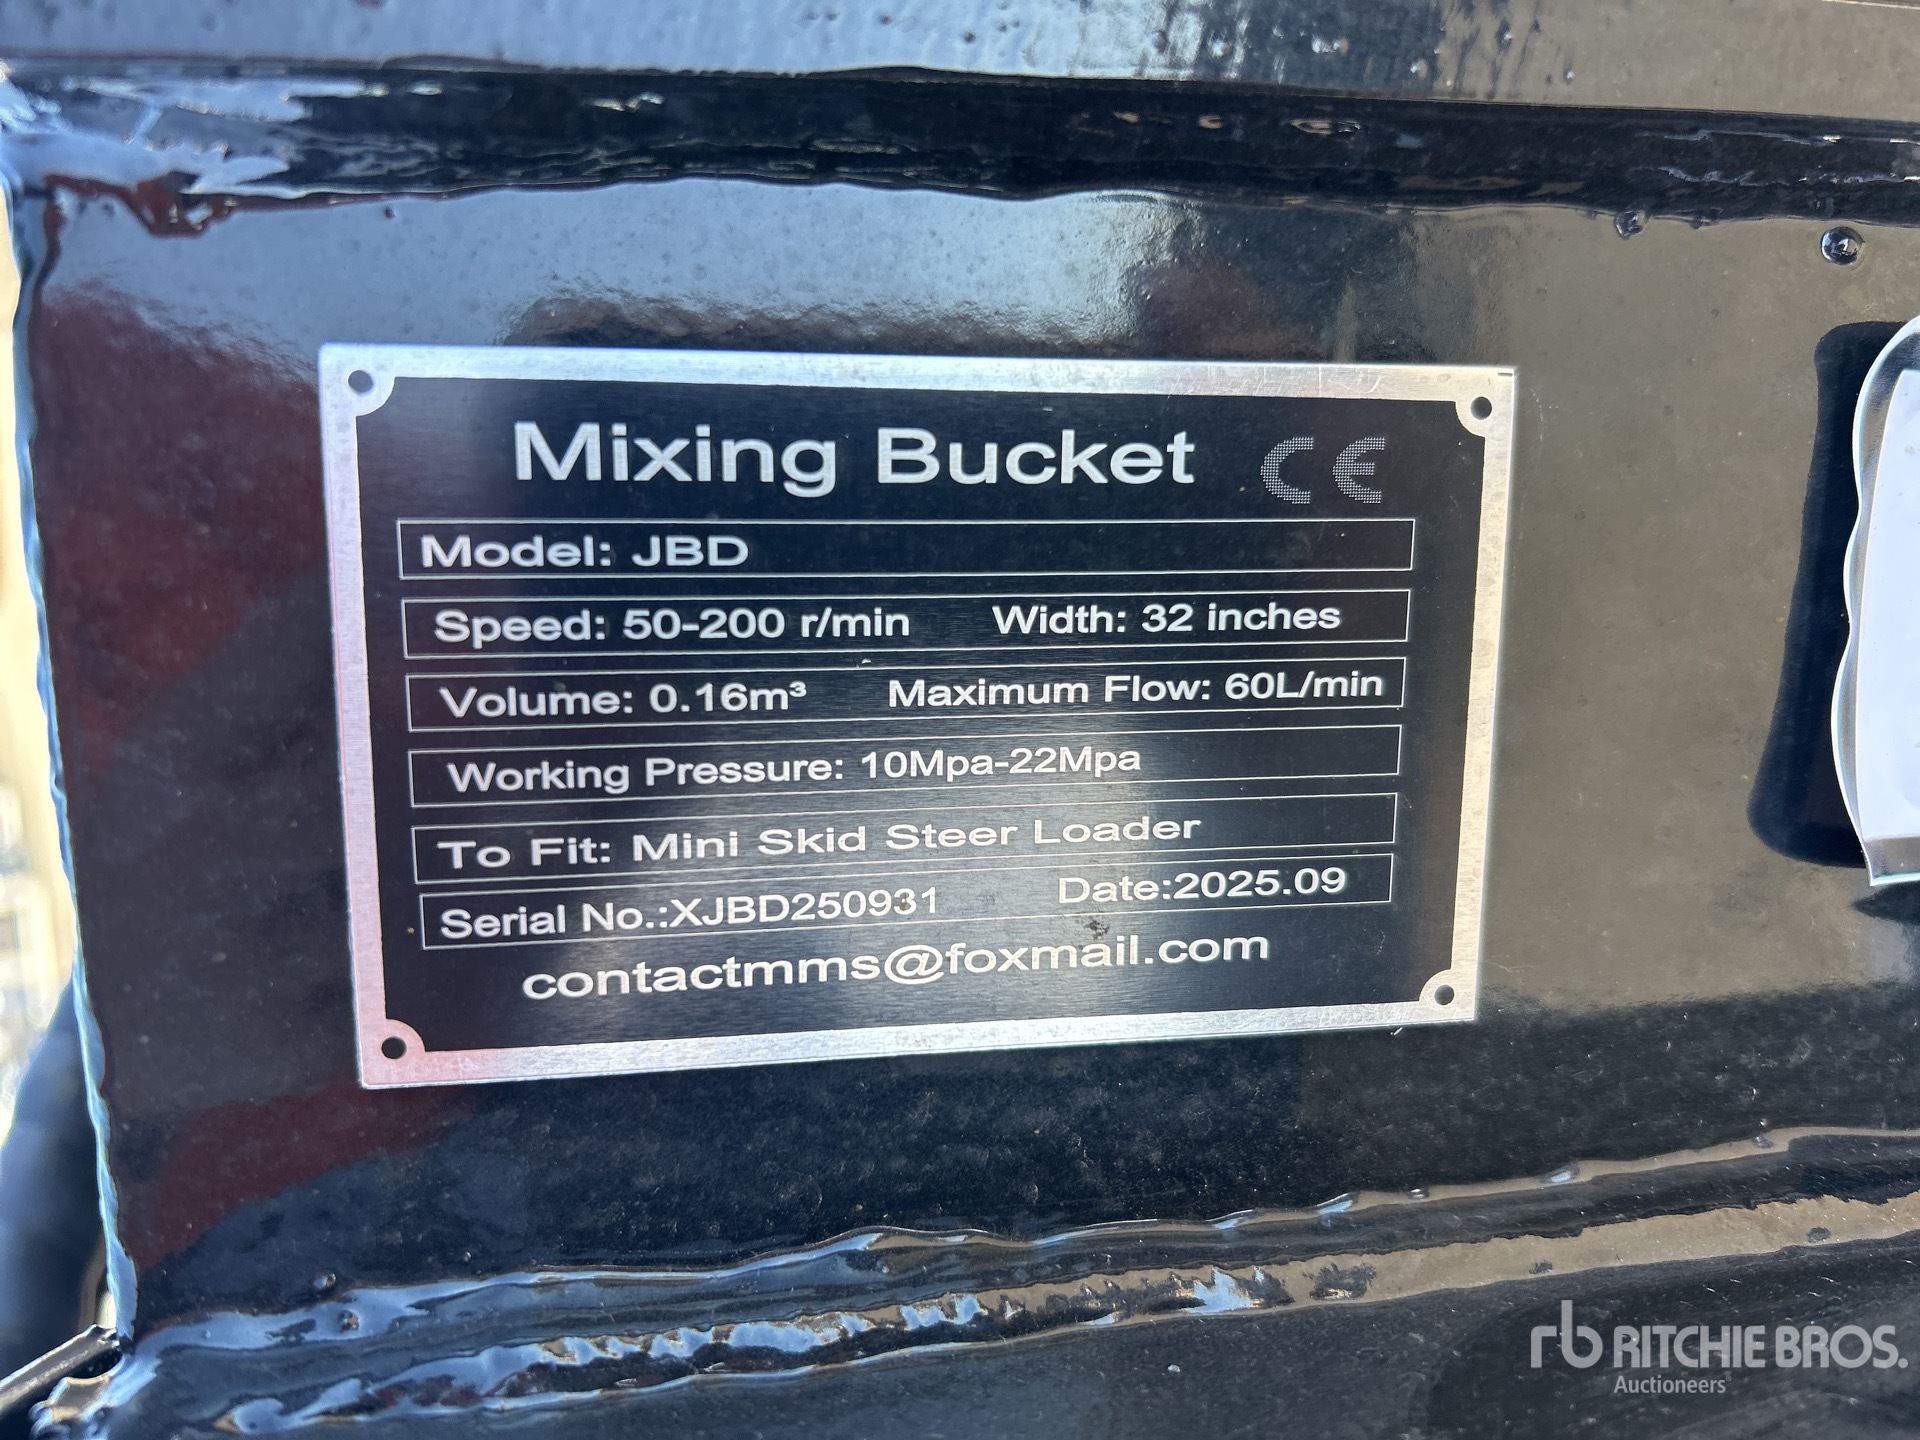 Mixing Bucket CE
Model: JBD
Speed: 50-200 r/min Width: 32 inches
Volume: 0.16m³ Maximum Flow: 60L/min
Working Pressure: 10Mpa-22Mpa
To Fit: Mini Skid Steer Loader
Serial No.:XJBD250931 Date:2025.09
contactmms@foxmail.com
rb RITCHIE BROS.
Auctioneers